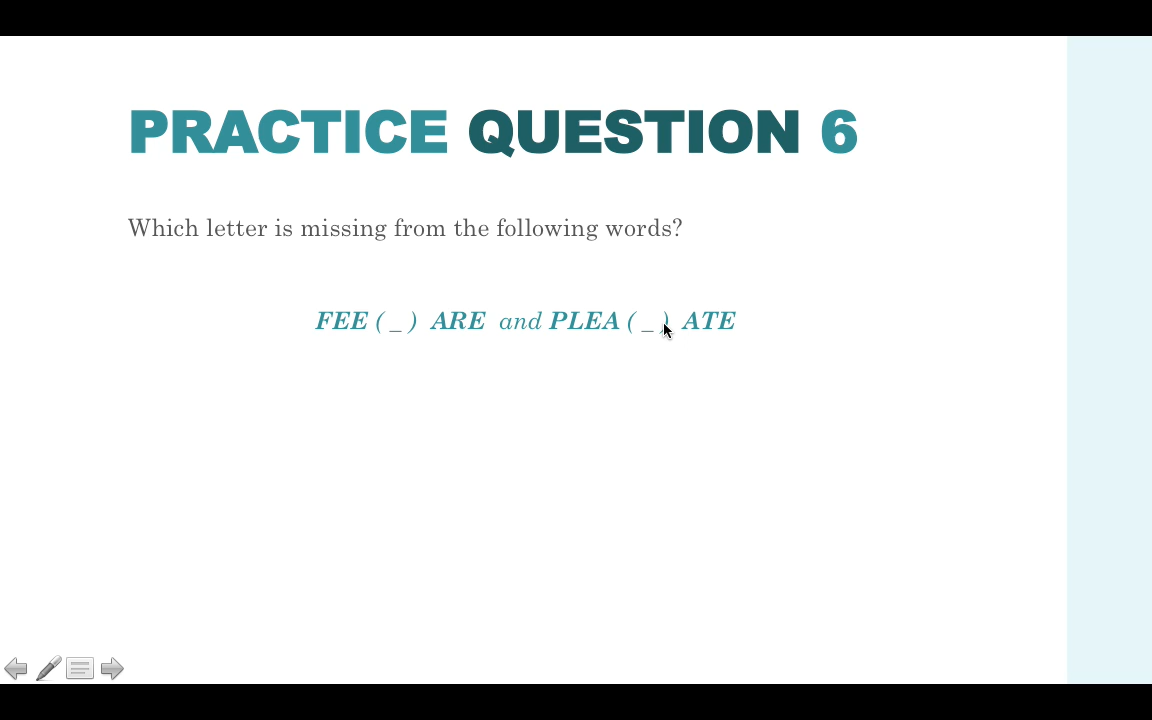 PRACTICE QUESTION 6
Which letter is missing from the following words?
FEE ( _ ) ARE and PLEA ( _ ) ATE